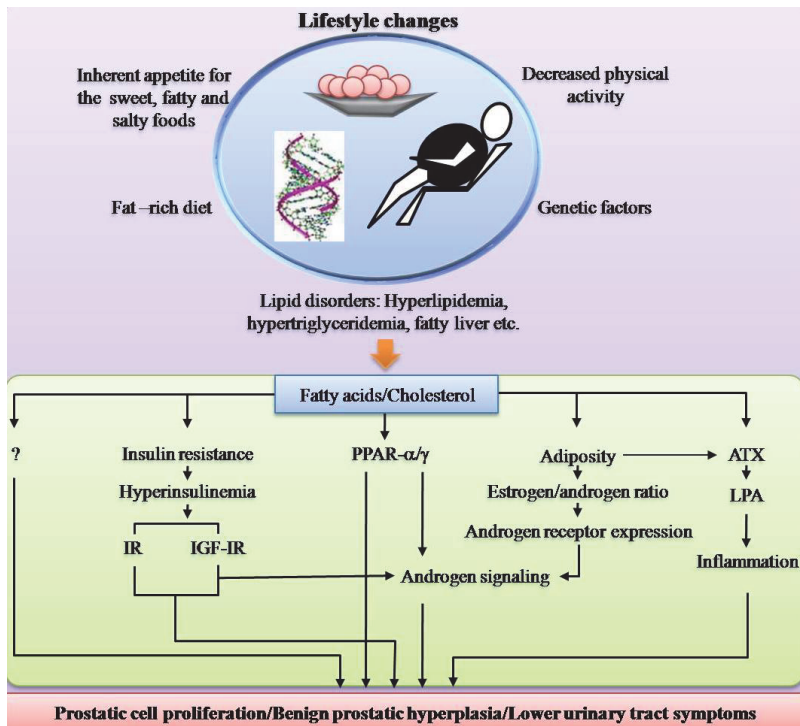 Lifestyle changes
Inherent appetite for
the sweet, fatty and
salty foods
Decreased physical
activity
Fat –rich diet
Genetic factors
Lipid disorders: Hyperlipidemia,
hypertriglyceridemia, fatty liver etc.
Fatty acids/Cholesterol
?
Insulin resistance
PPAR-α/γ
Adiposity
ATX
Hyperinsulinemia
Estrogen/androgen ratio
LPA
IR
IGF-IR
Androgen receptor expression
Androgen signaling
Inflammation
Prostatic cell proliferation/Benign prostatic hyperplasia/Lower urinary tract symptoms